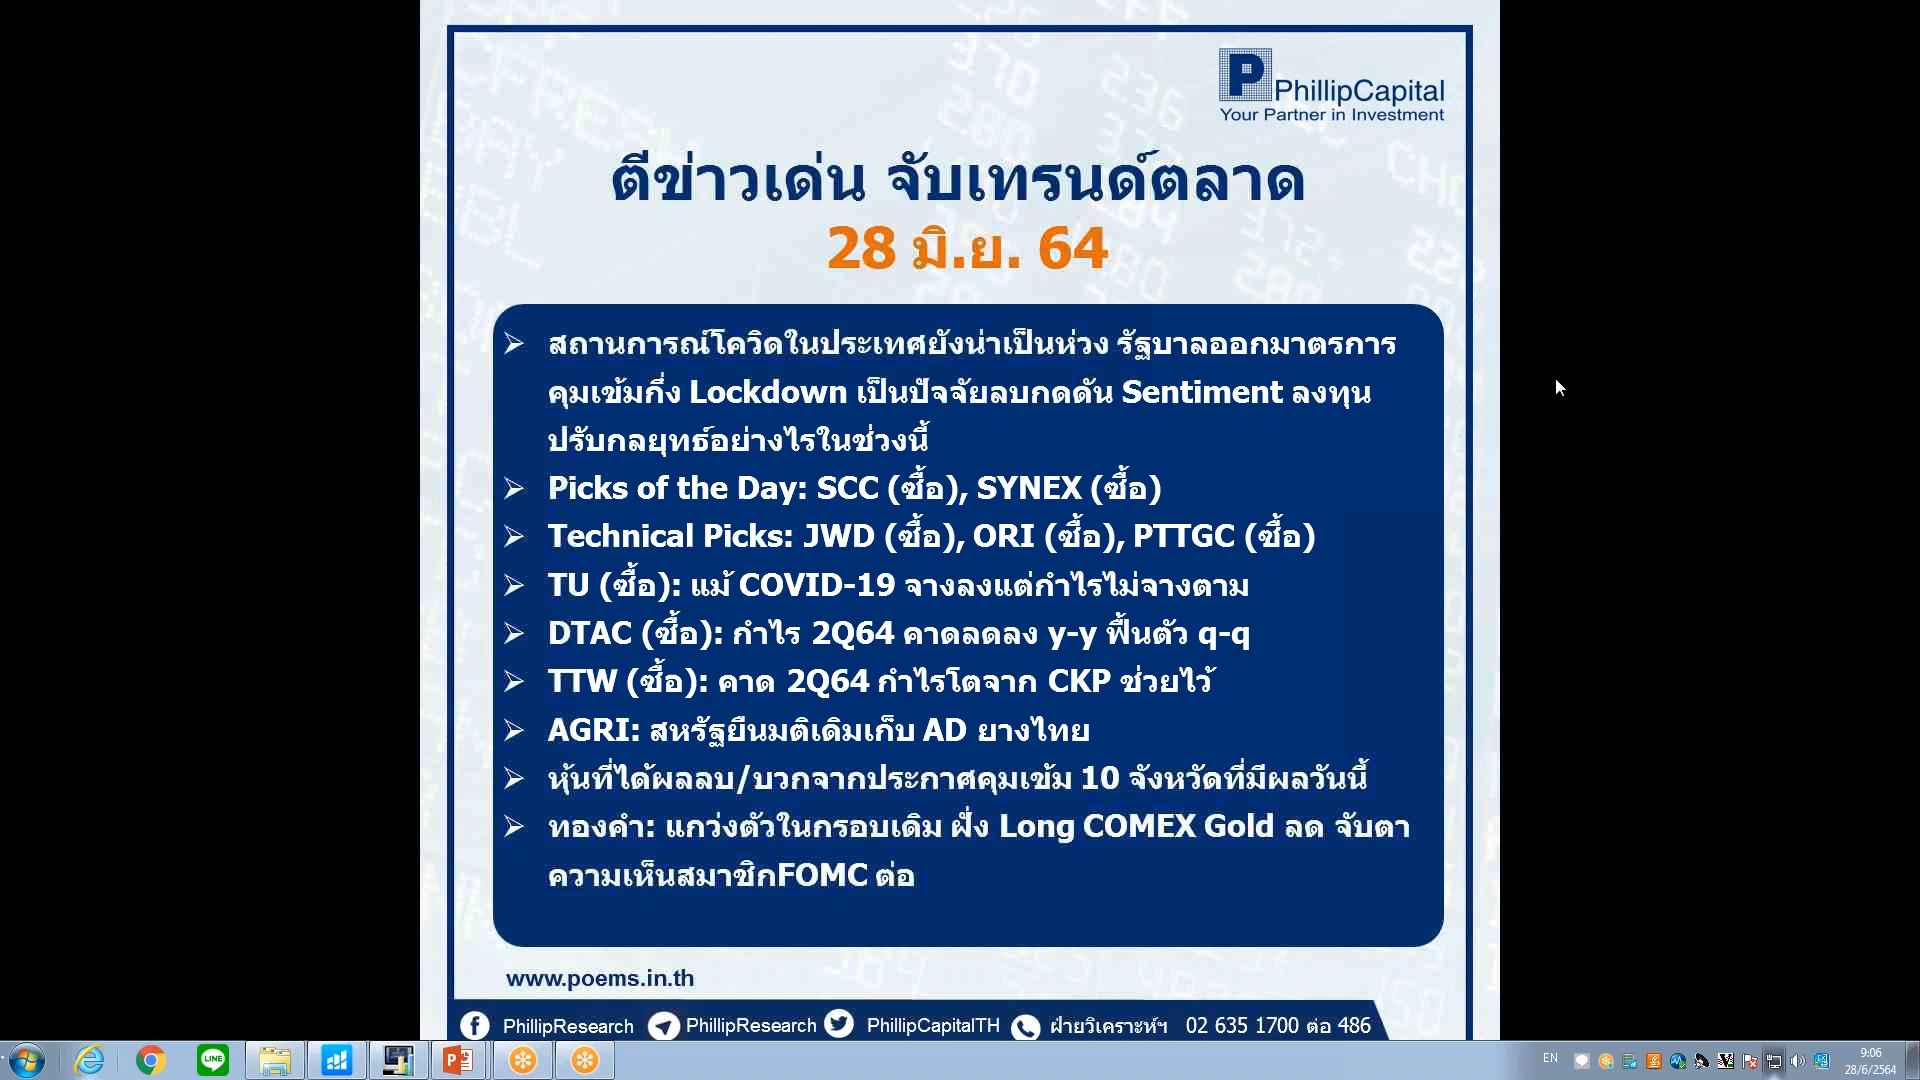 PhillipCapital
Your Partner in Investment
ตีข่าวเด่น จับเทรนด์ตลาด
28 มิ.ย. 64
สถานการณ์โควิดในประเทศยังน่าเป็นห่วง รัฐบาลออกมาตรการ
คุมเข้มกึ่ง Lockdown เป็นปัจจัยลบกดดัน Sentiment ลงทุน
ปรับกลยุทธ์อย่างไรในช่วงนี้
Picks of the Day: SCC (ซื้อ), SYNEX (ซื้อ)
Technical Picks: JWD (ซื้อ), ORI (ซื้อ), PTTGC (ซื้อ)
TU (ซื้อ): แม้ COVID-19 จางลงแต่กำไรไม่จางตาม
DTAC (ซื้อ): กำไร 2Q64 คาดลดลง y-y ฟื้นตัว q-q
TTW (ซื้อ): คาด 2Q64 กำไรโตจาก CKP ช่วยไว้
AGRI: สหรัฐยืนมติเดิมเก็บ AD ยางไทย
หุ้นที่ได้ผลลบ/บวกจากประกาศคุมเข้ม 10 จังหวัดที่มีผลวันนี้
ทองคำ: แกว่งตัวในกรอบเดิม ฝั่ง Long COMEX Gold ลด จับตา
ความเห็นสมาชิกFOMC ต่อ
www.poems.in.th
PhillipResearch PhillipResearch PhillipCapitalTH ฝ่ายวิเคราะห์ฯ 02 635 1700 ต่อ 486
LINE
EN
9:06
28/6/2564